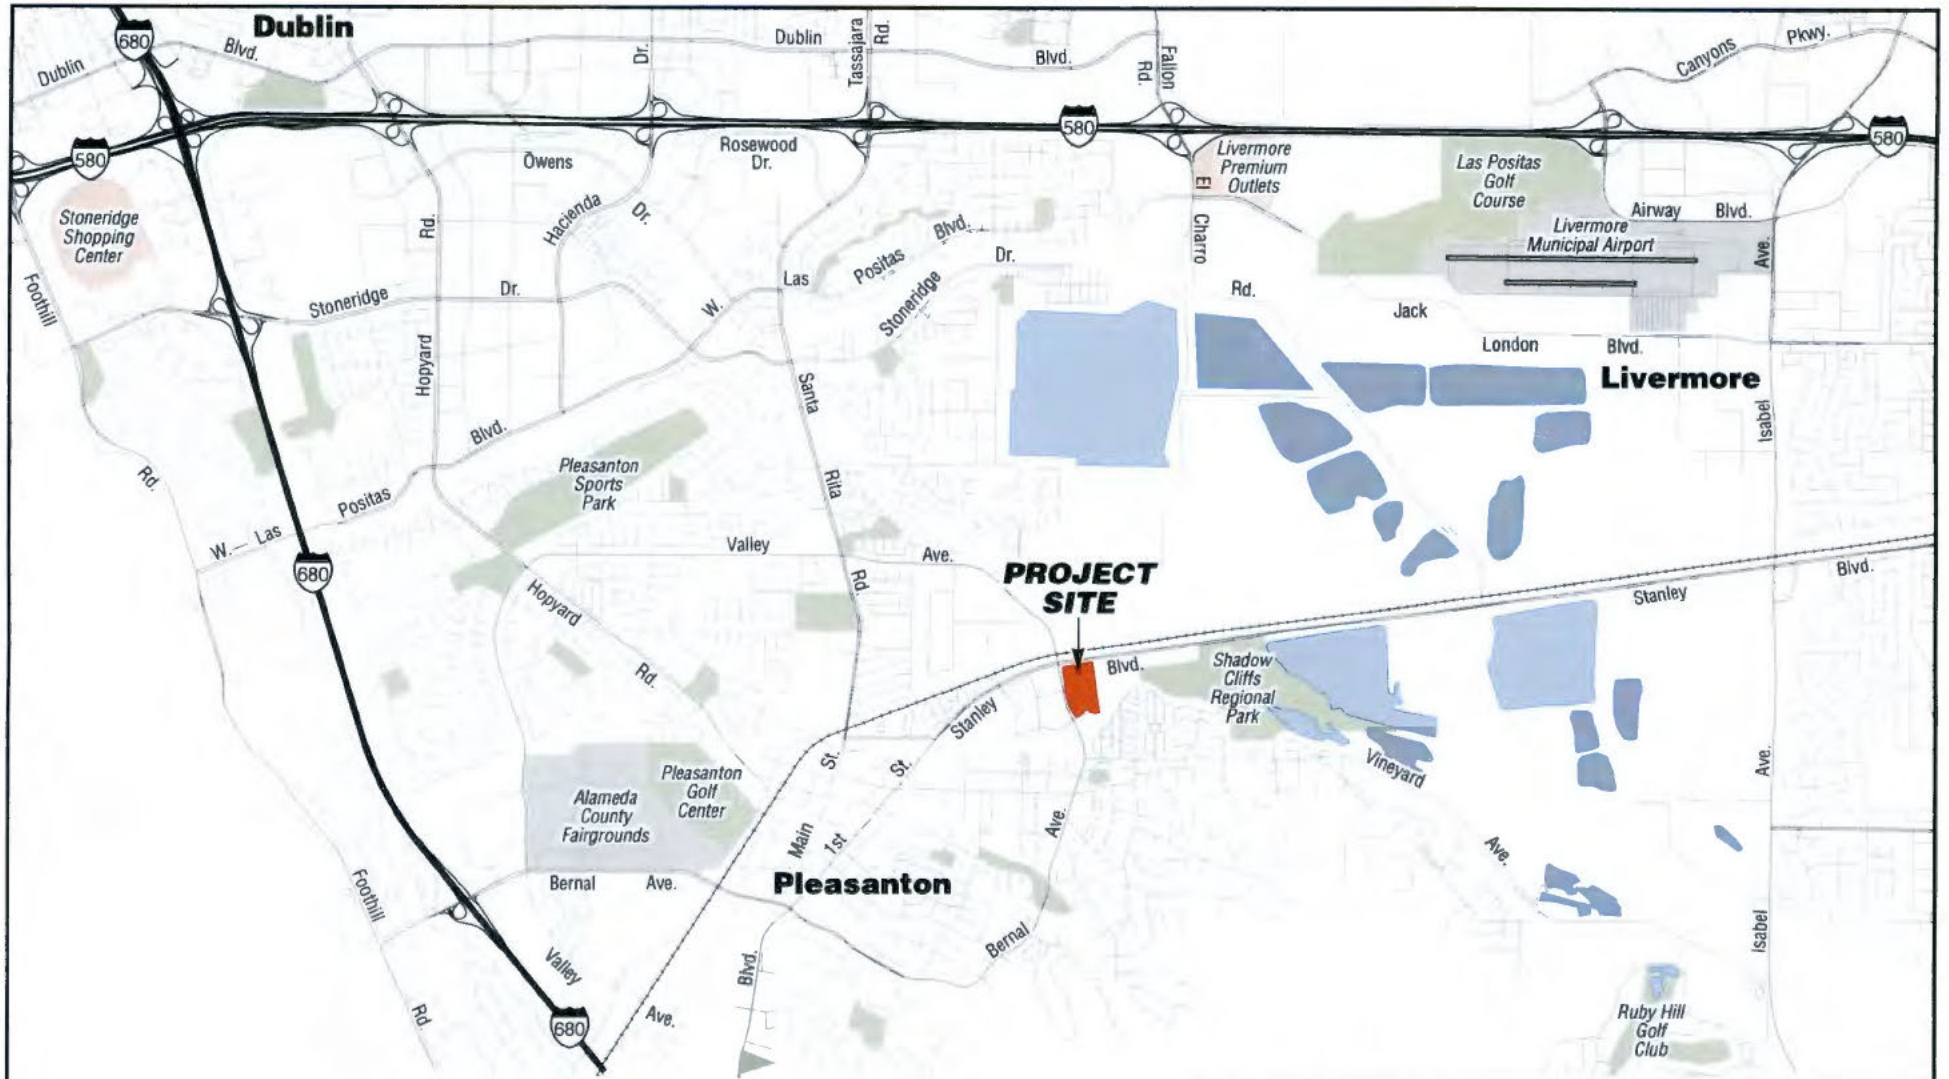 Dublin
680
Blvd.
Dublin
Dr.
Dublin
Tassajara
Rd.
Blvd.
Fallon
Rd.
Canyons
Pkwy.
580
580
580
Stoneridge
Shopping
Center
Owens
Rosewood
Dr.
Hacienda
Dr.
Rd.
Livermore
Premium
Outlets
El
Charro
Rd.
Las Positas
Golf
Course
Airway
Blvd.
Livermore
Municipal Airport
Ave.
Foothill
Stoneridge
Dr.
W.
Las
Positas
Blvd.
Stoneridge
Dr.
Jack
London
Blvd.
Livermore
Hopyard
Santa
Isabel
Blvd.
Pleasanton
Sports
Park
Rd.
Rita
Positas
W.
Las
680
Valley
Ave.
Rd.
PROJECT
SITE
Blvd.
Stanley
Hopyard
Rd.
Blvd.
Stanley
Shadow
Cliffs
Regional
Park
Vineyard
Ave.
St.
St.
Pleasanton
Golf
Center
Alameda
County
Fairgrounds
Main
1st
Ave.
Ave.
Bernal
Ave.
Pleasanton
Foothill
Bernal
Isabel
Valley
Blvd.
Rd.
680
Ave.
Ruby Hill
Golf
Club